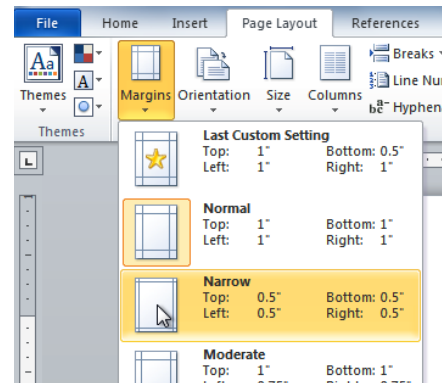 File Home Insert Page Layout References
Breaks
Line Nu
Hyphen
Themes Margins Orientation Size Columns
Themes
Last Custom Setting
Top: 1" Bottom: 0.5"
Left: 1" Right: 1"
Normal
Top: 1" Bottom: 1"
Left: 1" Right: 1"
Narrow
Top: 0.5" Bottom: 0.5"
Left: 0.5" Right: 0.5"
Moderate
Top: 1" Bottom: 1"